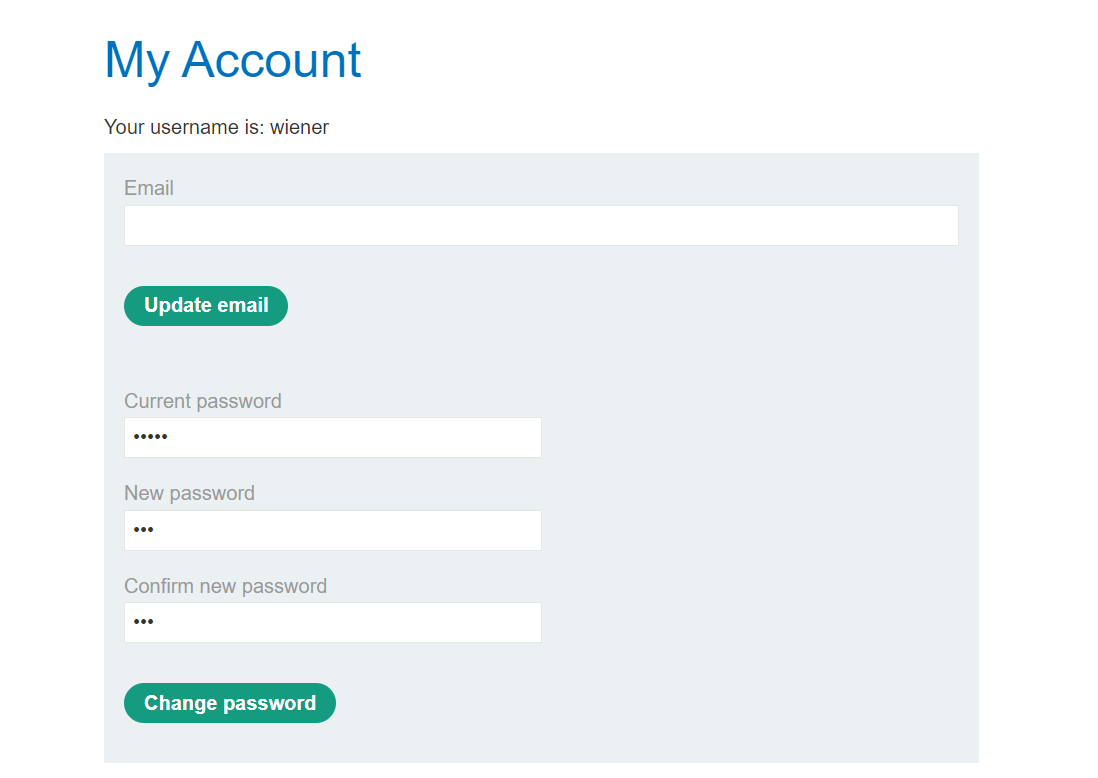 My Account
Your username is: wiener
Email
Update email
Current password
•••••
New password
•••
Confirm new password
•••
Change password